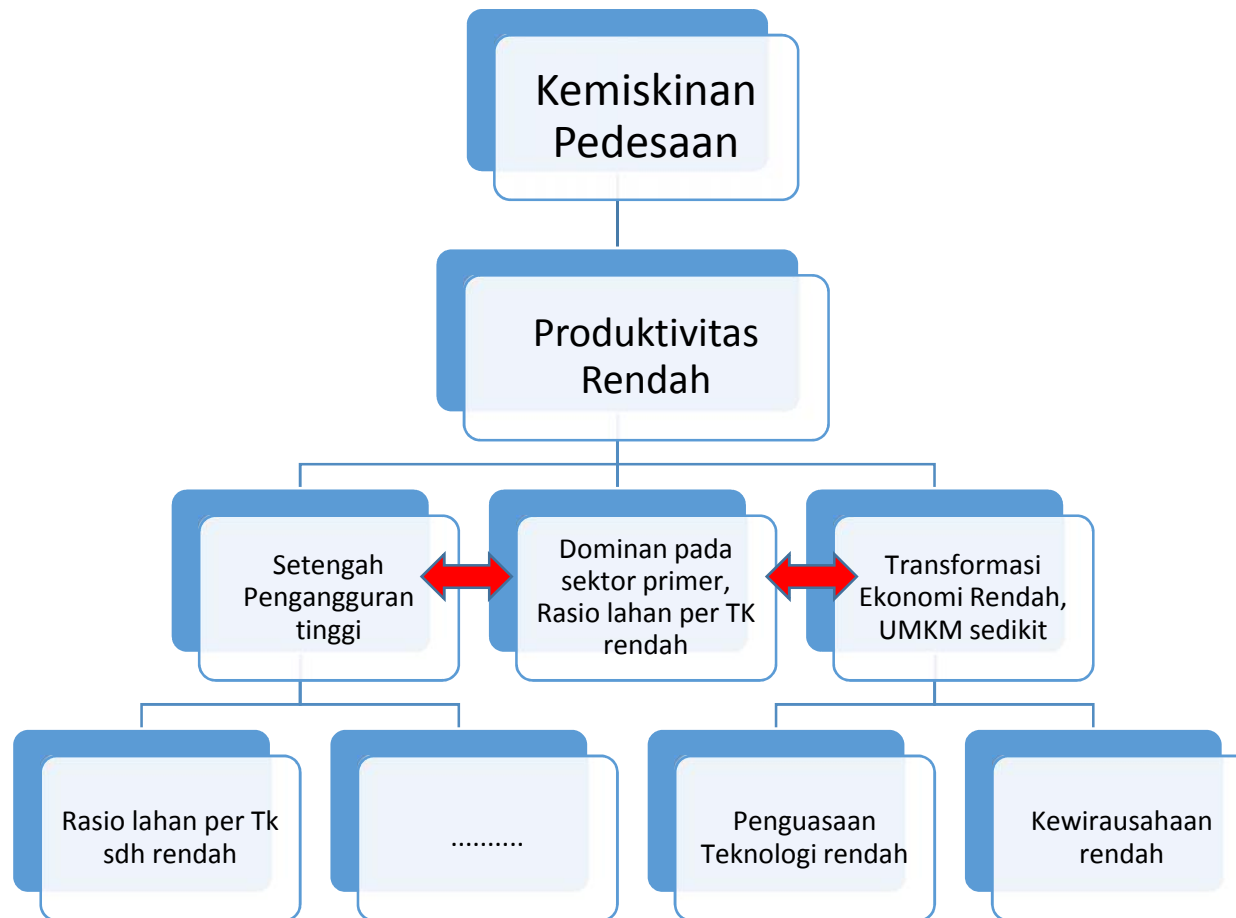 Kemiskinan
Pedesaan
Produktivitas
Rendah
Setengah
Pengangguran
tinggi
Dominan pada
sektor primer,
Rasio lahan per TK
rendah
Transformasi
Ekonomi Rendah,
UMKM sedikit
Rasio lahan per Tk
sdh rendah
..........
Penguasaan
Teknologi rendah
Kewirausahaan
rendah